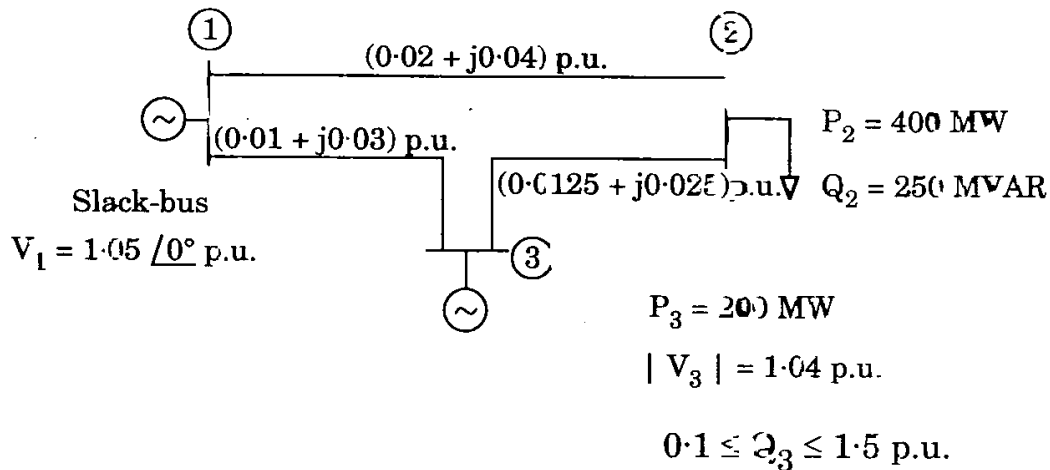 1
2
(0·02 + j0·04) p.u.
(0·01 + j0·03) p.u.
(0·0125 + j0·025) p.u.
P2 = 400 MW
Q2 = 250 MVAR
Slack-bus
V1 = 1·05 /0° p.u.
3
P3 = 200 MW
| V3 | = 1·04 p.u.
0·1 ≤ Q3 ≤ 1·5 p.u.